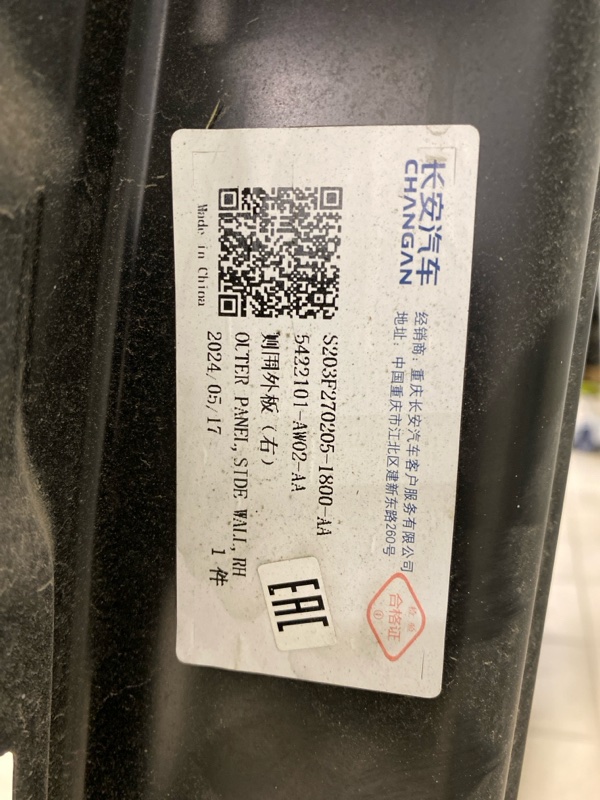 长安汽车
CHANGAN
经销商：重庆长安汽车客户服务有限公司
地址：中国重庆市江北区建新东路260号
S203F270205-1800-AA
5422101-AW02-AA
侧围外板（右）
OUTER PANEL,SIDE WALL,RH
2024/05/17
1 件
Made in China
检验
合格证
EAC